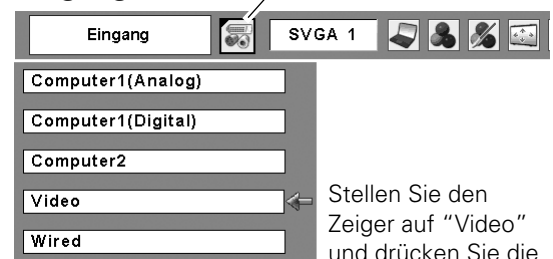 Eingang
SVGA 1
Computer1(Analog)
Computer1(Digital)
Computer2
Video
Wired
Stellen Sie den
Zeiger auf “Video”
und drücken Sie die